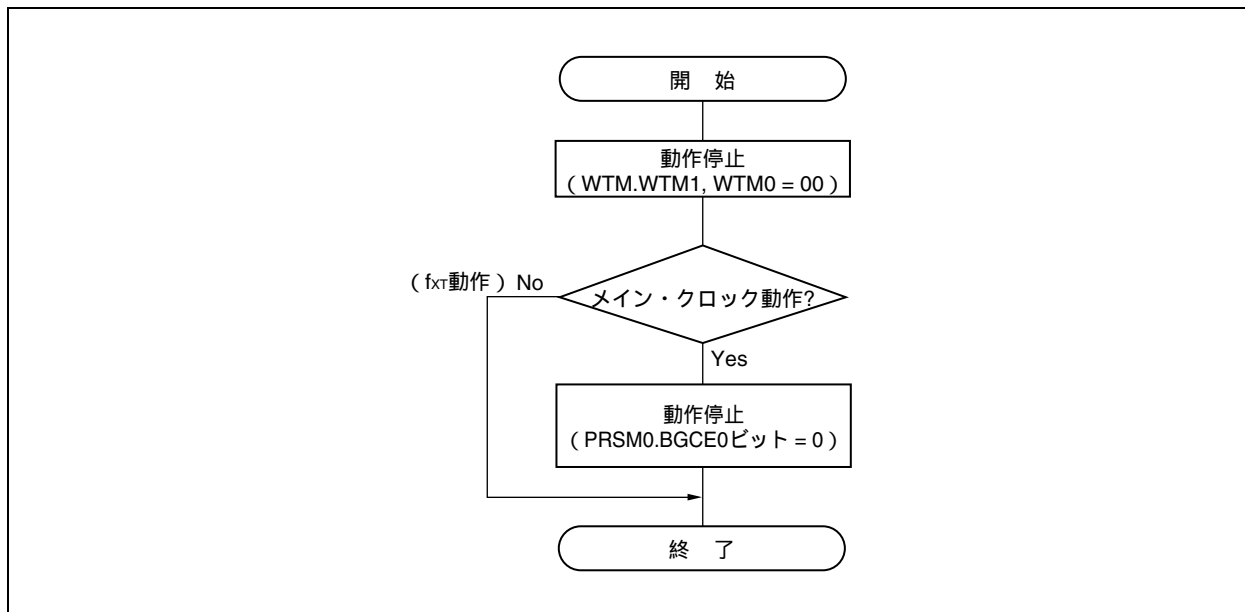 開 始
動作停止
（WTM.WTM1, WTM0 = 00）
（fXT動作）No
メイン・クロック動作?
Yes
動作停止
（PRSM0.BGCE0ビット = 0）
終 了